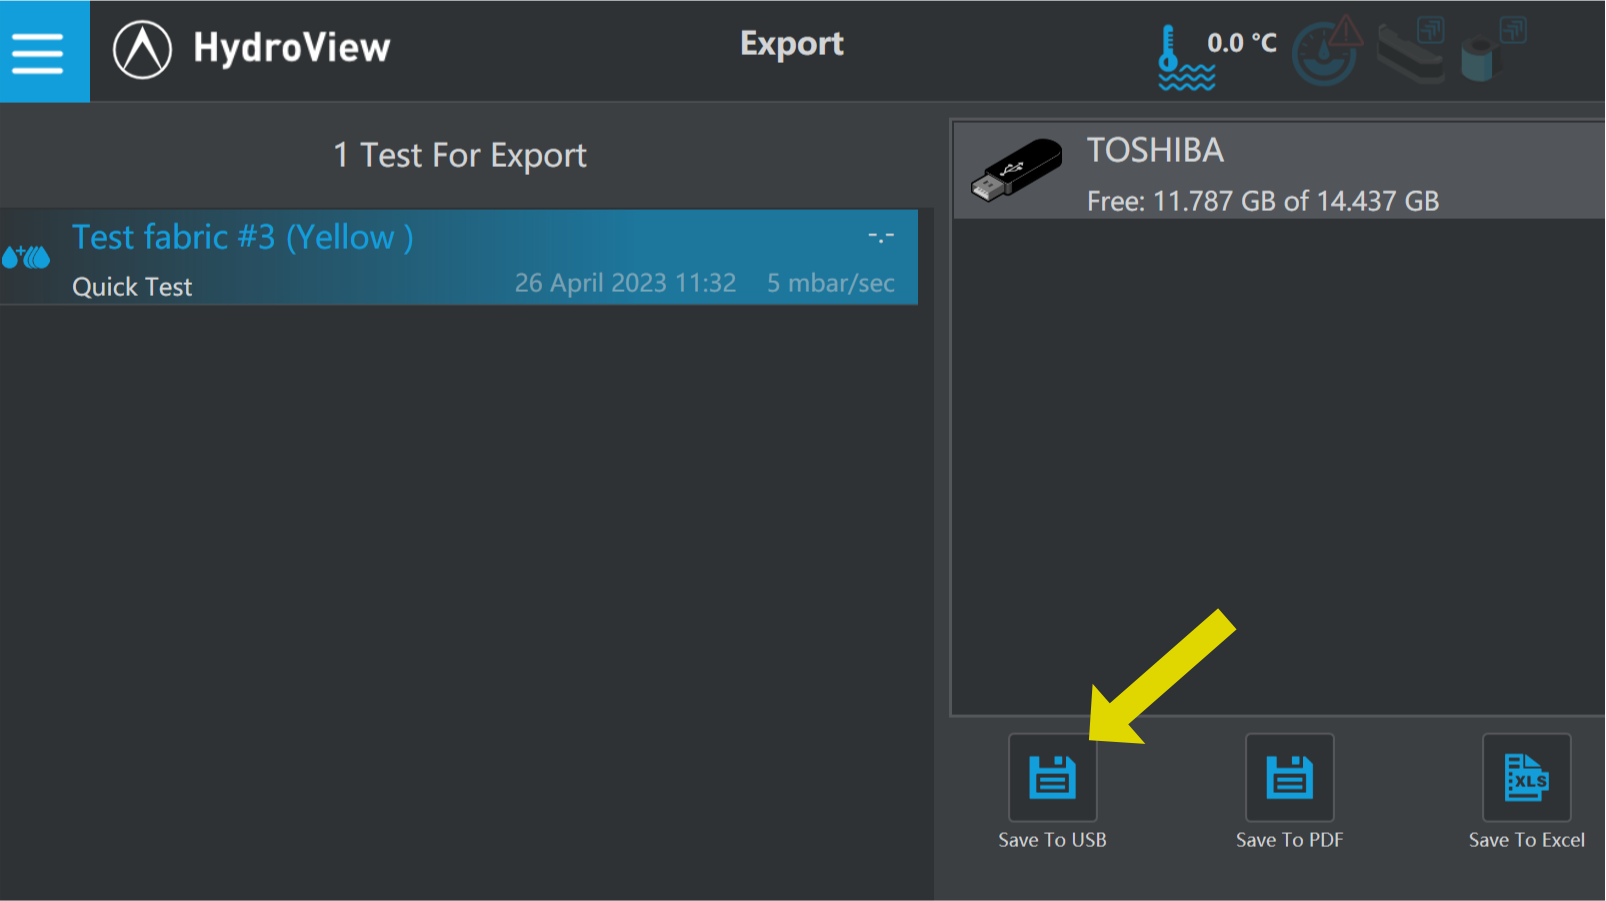 HydroView
Export
0.0 °C
1 Test For Export
TOSHIBA
Free: 11.787 GB of 14.437 GB
Test fabric #3 (Yellow )
-.-
Quick Test
26 April 2023 11:32
5 mbar/sec
XLS
Save To USB
Save To PDF
Save To Excel